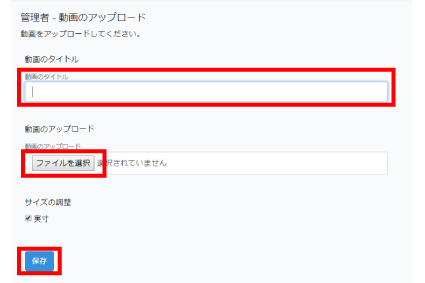 管理者 - 動画のアップロード
動画をアップロードしてください。
動画のタイトル
動画のタイトル
動画のアップロード
動画のアップロード
ファイルを選択 選択されていません
サイズの調整
実寸
保存